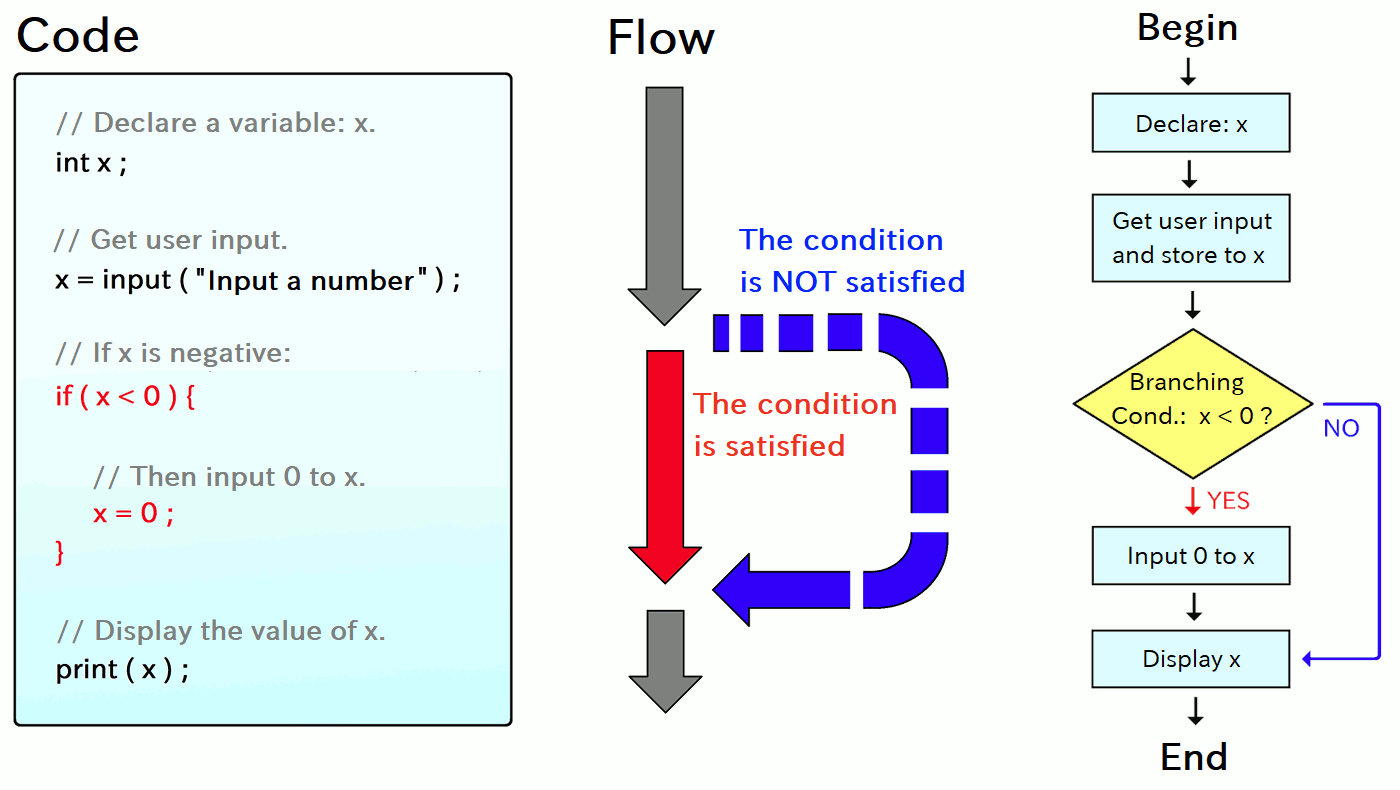 Code
// Declare a variable: x.
int x ;
// Get user input.
x = input ( "Input a number" ) ;
// If x is negative:
if ( x < 0 ) {
// Then input 0 to x.
x = 0 ;
}
// Display the value of x.
print ( x ) ;
Flow
The condition
is NOT satisfied
The condition
is satisfied
Begin
Declare: x
Get user input
and store to x
Branching
Cond.: x < 0 ?
NO
YES
Input 0 to x
Display x
End